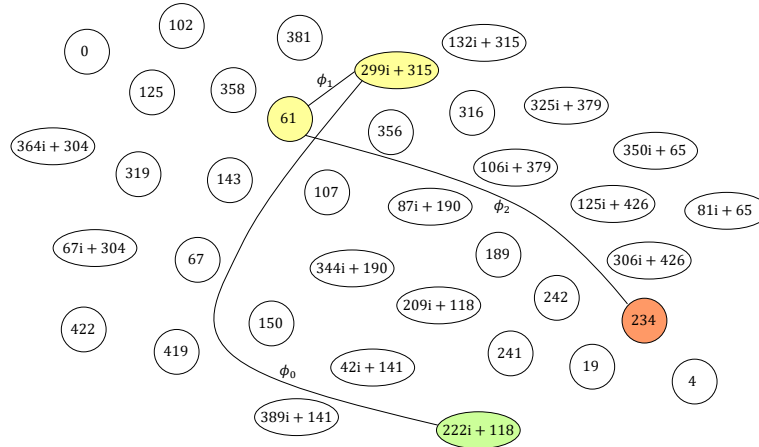 102
381
132i + 315
0
299i + 315
ϕ1
125
358
325i + 379
316
61
356
364i + 304
350i + 65
106i + 379
319
143
107
87i + 190
ϕ2
125i + 426
81i + 65
67i + 304
67
189
306i + 426
344i + 190
242
209i + 118
234
150
422
419
241
19
42i + 141
ϕ0
4
389i + 141
222i + 118